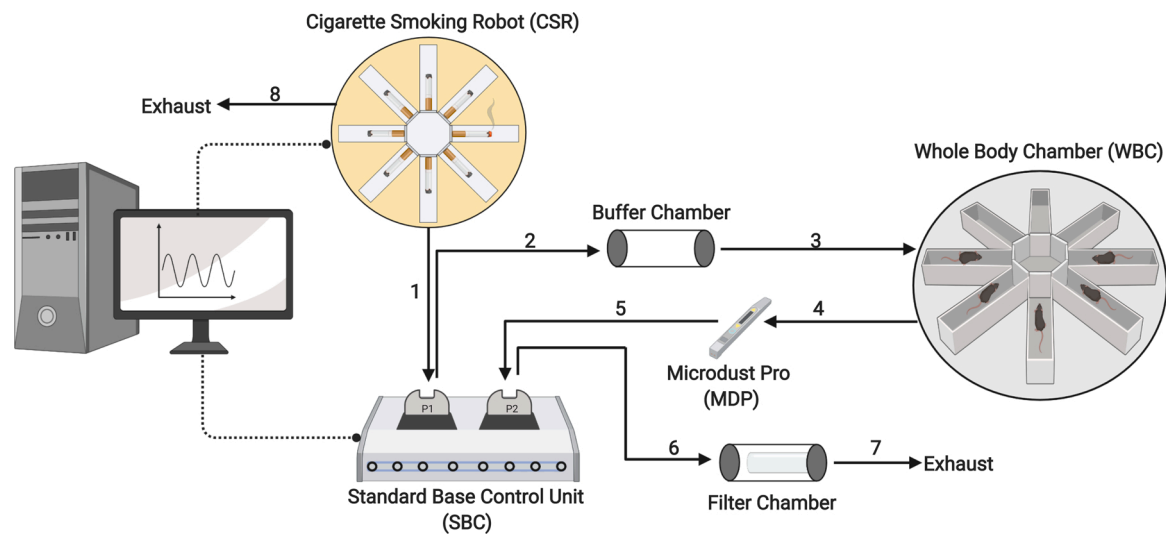 Cigarette Smoking Robot (CSR)
Exhaust
8
Whole Body Chamber (WBC)
Buffer Chamber
2
3
1
5
4
Microdust Pro
(MDP)
P1
P2
6
7
Exhaust
Filter Chamber
Standard Base Control Unit
(SBC)